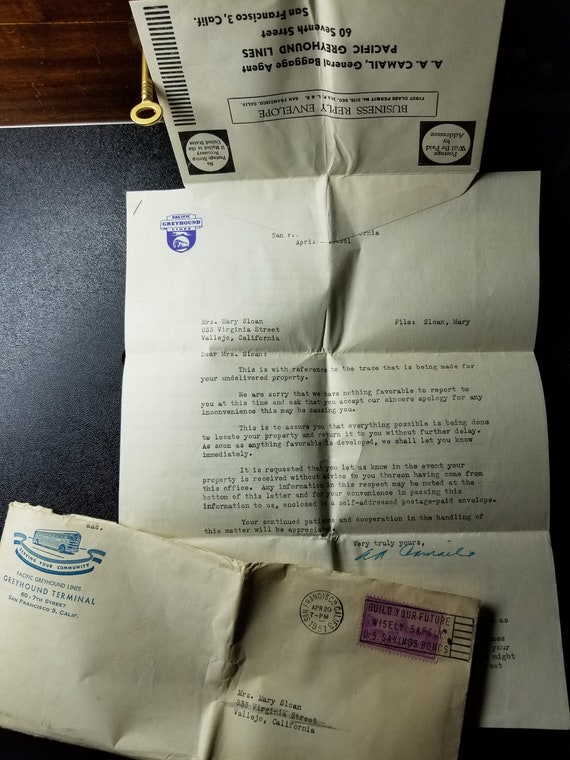 A. A. CAMAIL, General Baggage Agent
PACIFIC GREYHOUND LINES
60 Seventh Street
San Francisco 3, Calif.
BUSINESS REPLY ENVELOPE
FIRST CLASS PERMIT No. SEC. P. L. & R. SAN FRANCISCO, CALIF.
No
Postage Stamp
Necessary
If Mailed in the
United States
Postage
Will Be Paid
by
Addressee
PACIFIC
GREYHOUND
LINES
San
April 1951
Mrs. Mary Sloan
833 Virginia Street
Vallejo, California
File: Sloan, Mary
Dear Mrs. Sloan:
This is with reference to the trace that is being made for
your undelivered property.
We are sorry that we have nothing favorable to report to
you at this time and ask that you accept our sincere apology for any
inconvenience this may be causing you.
This is to assure you that everything possible is being done
to locate your property and return it to you without further delay.
As soon as anything favorable is developed, we shall let you know
immediately.
It is requested that you let us know in the event your
property is received without advice to you thereon having come from
this office. Any information in this respect may be noted at the
bottom of this letter and for your convenience in passing this
information to us, enclosed is a self-addressed postage-paid envelope.
Your continued patience and cooperation in the handling of
this matter will be appreciated.
Very truly yours,
AA Camail
as
your
might
SERVING YOUR COMMUNITY
PACIFIC GREYHOUND LINES
GREYHOUND TERMINAL
60-7TH STREET
SAN FRANCISCO 3, CALIF.
aac.
SAN FRANCISCO, CALIF.
APR 20
7-PM
1951
BUILD YOUR FUTURE
WISELY SAFELY
U.S. SAVINGS BONDS
Mrs. Mary Sloan
833 Virginia Street
Vallejo, California